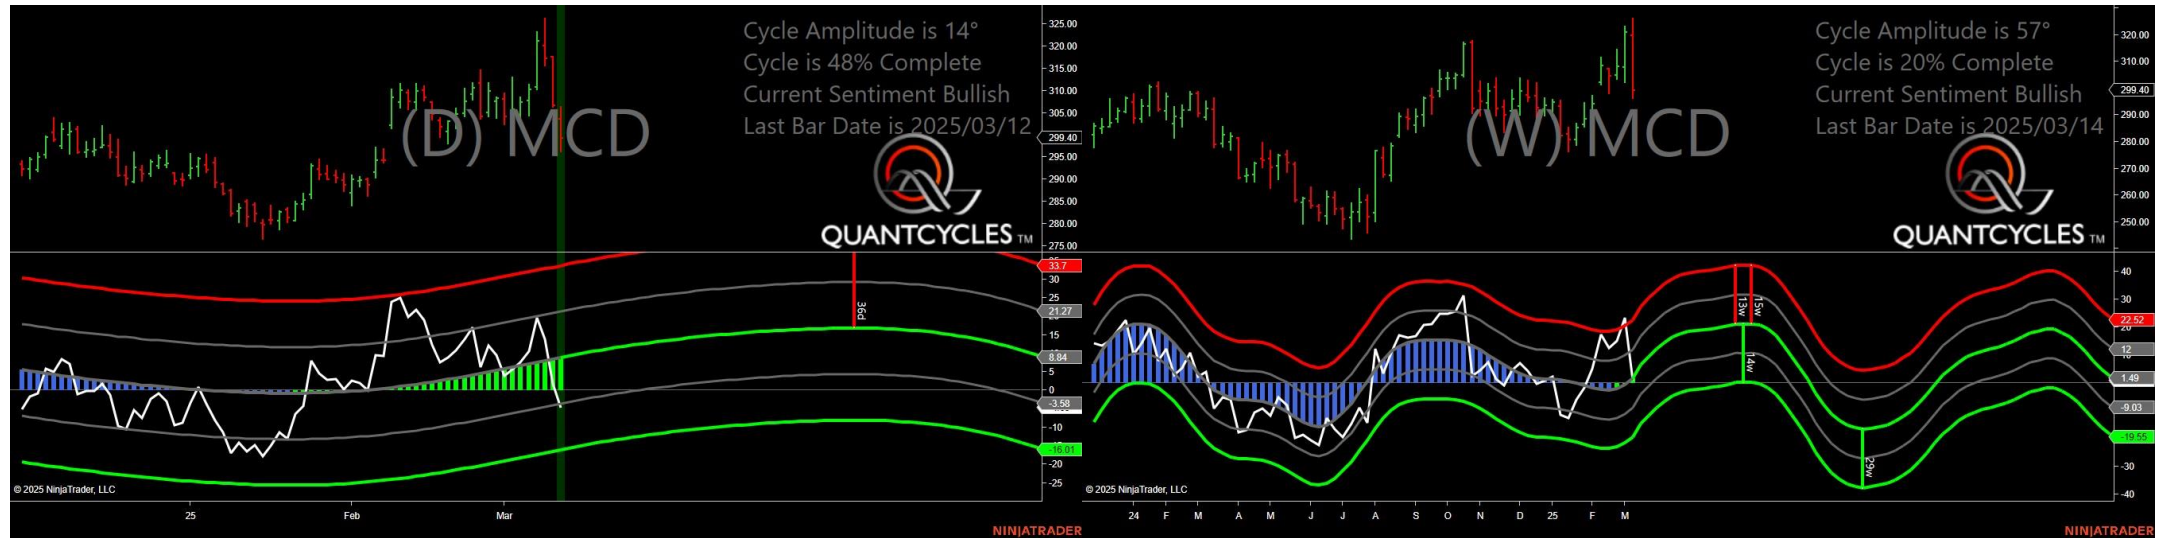 Cycle Amplitude is 14°
Cycle is 48% Complete
Current Sentiment Bullish
Last Bar Date is 2025/03/12
(D) MCD
QUANTCYCLES TM
325.00
320.00
315.00
310.00
305.00
299.40
295.00
290.00
285.00
280.00
275.00
33.7
30
25
21.27
15
8.84
5
0
-3.58
-10
-16.01
-20
-25
36d
© 2025 NinjaTrader, LLC
25 Feb Mar
NINJATRADER
Cycle Amplitude is 57°
Cycle is 20% Complete
Current Sentiment Bullish
Last Bar Date is 2025/03/14
(W) MCD
QUANTCYCLES TM
320.00
310.00
299.40
290.00
280.00
270.00
260.00
250.00
40
30
22.52
12
1.49
-9.03
-19.55
-30
-40
13w
15w
14w
29w
© 2025 NinjaTrader, LLC
24 F M A M J J A S O N D 25 F M
NINJATRADER